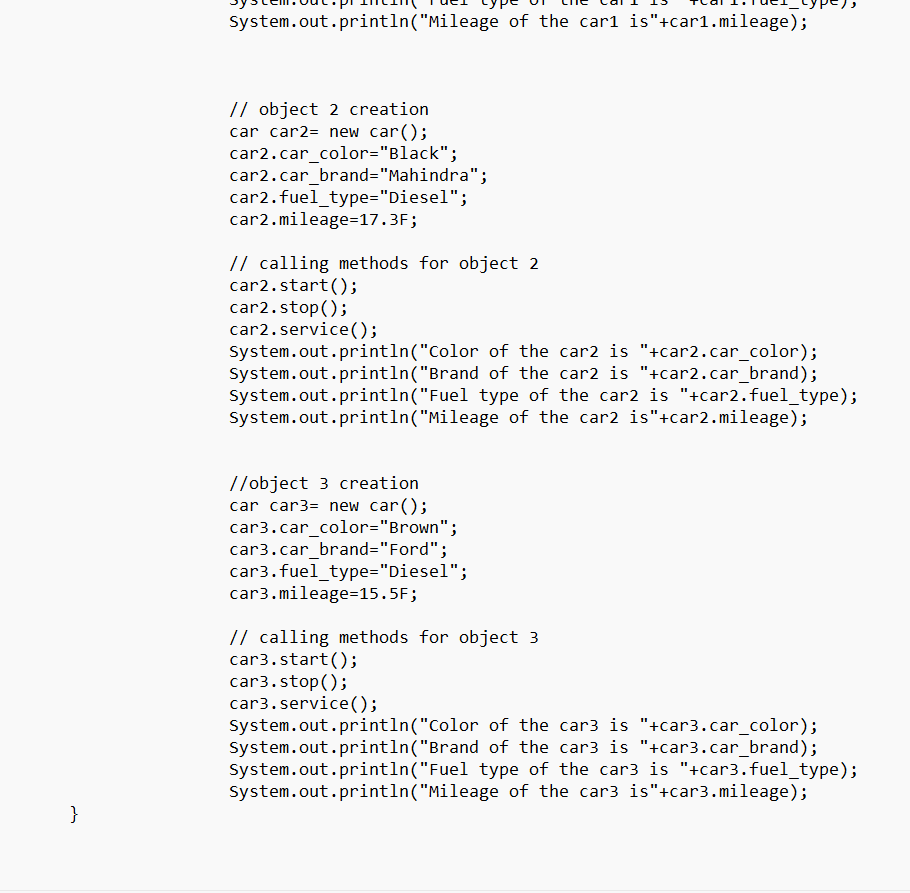 System.out.println("Fuel type of the car1 is "+car1.fuel_type);
System.out.println("Mileage of the car1 is"+car1.mileage);
// object 2 creation
car car2= new car();
car2.car_color="Black";
car2.car_brand="Mahindra";
car2.fuel_type="Diesel";
car2.mileage=17.3F;
// calling methods for object 2
car2.start();
car2.stop();
car2.service();
System.out.println("Color of the car2 is "+car2.car_color);
System.out.println("Brand of the car2 is "+car2.car_brand);
System.out.println("Fuel type of the car2 is "+car2.fuel_type);
System.out.println("Mileage of the car2 is"+car2.mileage);
//object 3 creation
car car3= new car();
car3.car_color="Brown";
car3.car_brand="Ford";
car3.fuel_type="Diesel";
car3.mileage=15.5F;
// calling methods for object 3
car3.start();
car3.stop();
car3.service();
System.out.println("Color of the car3 is "+car3.car_color);
System.out.println("Brand of the car3 is "+car3.car_brand);
System.out.println("Fuel type of the car3 is "+car3.fuel_type);
System.out.println("Mileage of the car3 is"+car3.mileage);
}